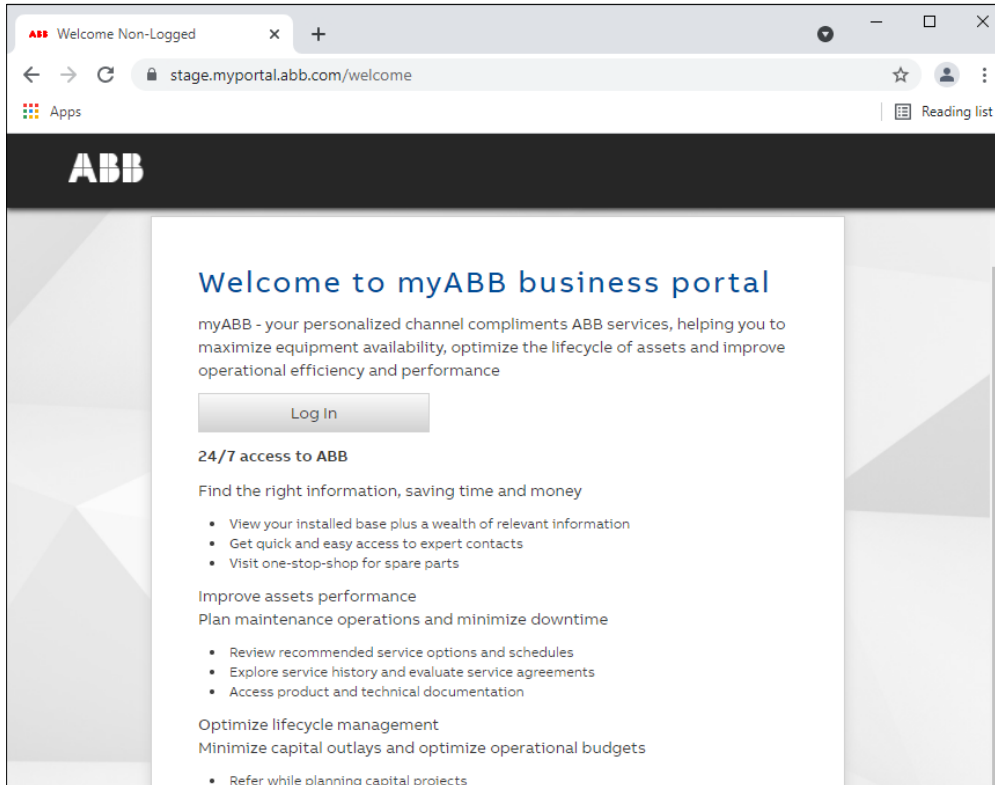 ABB Welcome Non-Logged
stage.myportal.abb.com/welcome
Apps
Reading list
ABB
Welcome to myABB business portal
myABB - your personalized channel compliments ABB services, helping you to
maximize equipment availability, optimize the lifecycle of assets and improve
operational efficiency and performance
Log In
24/7 access to ABB
Find the right information, saving time and money
• View your installed base plus a wealth of relevant information
• Get quick and easy access to expert contacts
• Visit one-stop-shop for spare parts
Improve assets performance
Plan maintenance operations and minimize downtime
• Review recommended service options and schedules
• Explore service history and evaluate service agreements
• Access product and technical documentation
Optimize lifecycle management
Minimize capital outlays and optimize operational budgets
• Refer while planning capital projects